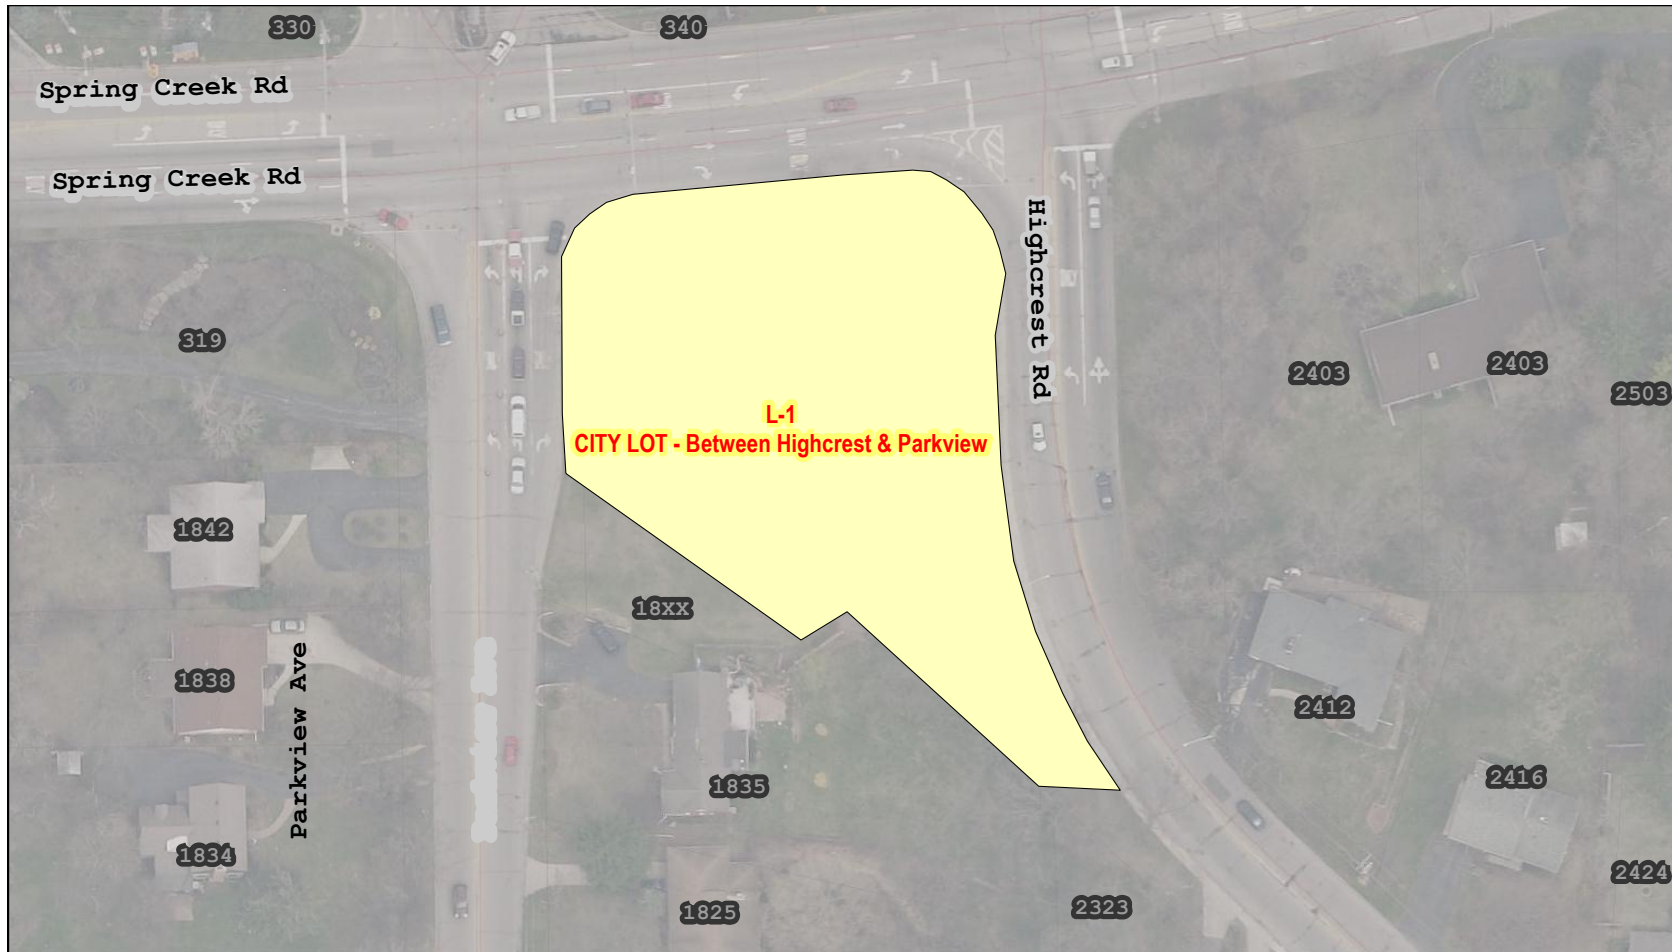 330
340
Spring Creek Rd
Spring Creek Rd
Highcrest Rd
319
2403
2403
2503
L-1
CITY LOT - Between Highcrest & Parkview
1842
18XX
1838
Parkview Ave
2412
1835
2416
1834
2424
1825
2323